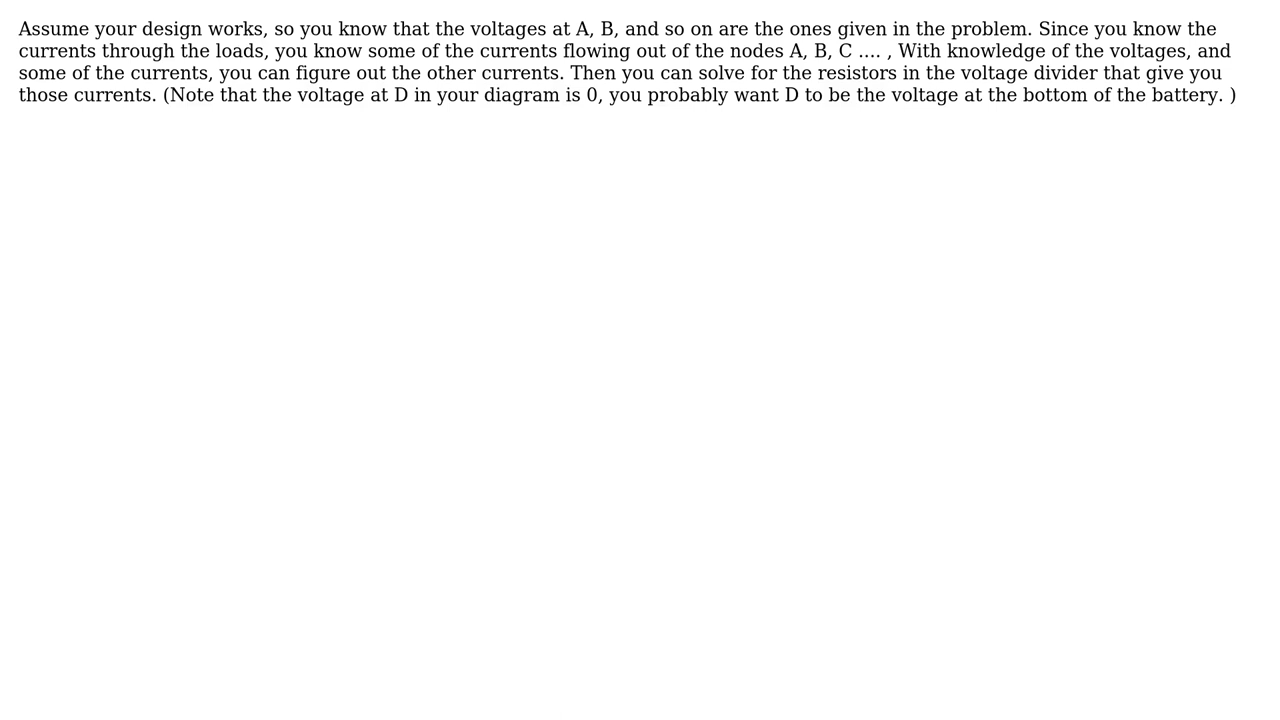 Assume your design works, so you know that the voltages at A, B, and so on are the ones given in the problem. Since you know the
currents through the loads, you know some of the currents flowing out of the nodes A, B, C .... , With knowledge of the voltages, and
some of the currents, you can figure out the other currents. Then you can solve for the resistors in the voltage divider that give you
those currents. (Note that the voltage at D in your diagram is 0, you probably want D to be the voltage at the bottom of the battery. )